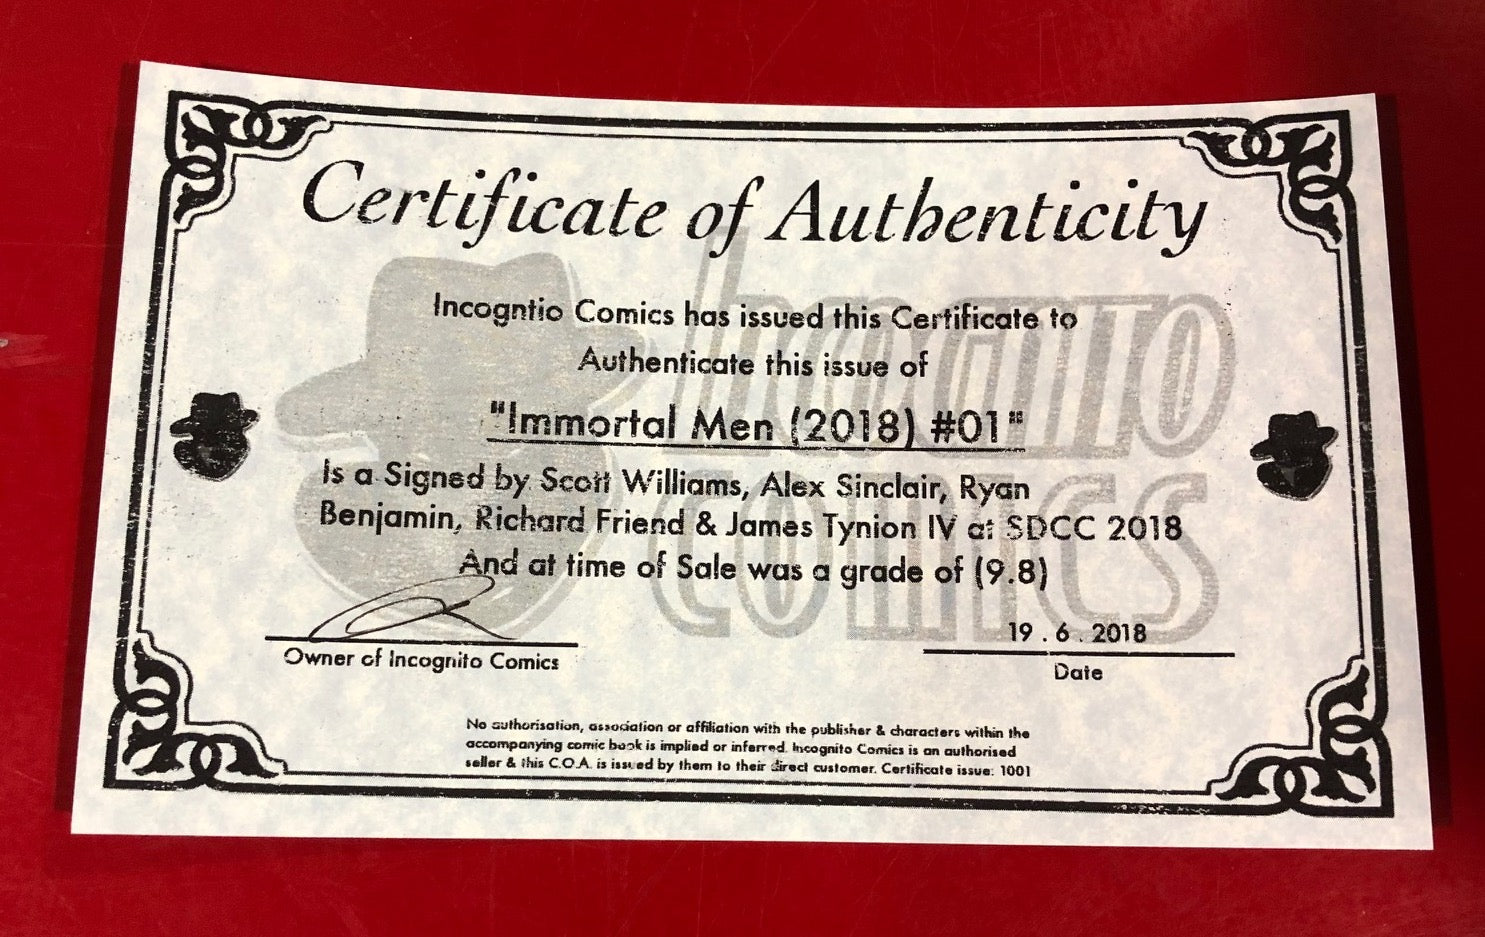 Certificate of Authenticity
Incogntio Comics has issued this Certificate to
Authenticate this issue of
"Immortal Men (2018) #01"
Is a Signed by Scott Williams, Alex Sinclair, Ryan
Benjamin, Richard Friend & James Tynion IV at SDCC 2018
And at time of Sale was a grade of (9.8)
19 . 6 . 2018
Owner of Incognito Comics
Date
No authorisation, association or affiliation with the publisher & characters within the
accompanying comic book is implied or inferred. Incognito Comics is an authorised
seller & this C.O.A. is issued by them to their direct customer. Certificate issue: 1001
Incognito
Comics